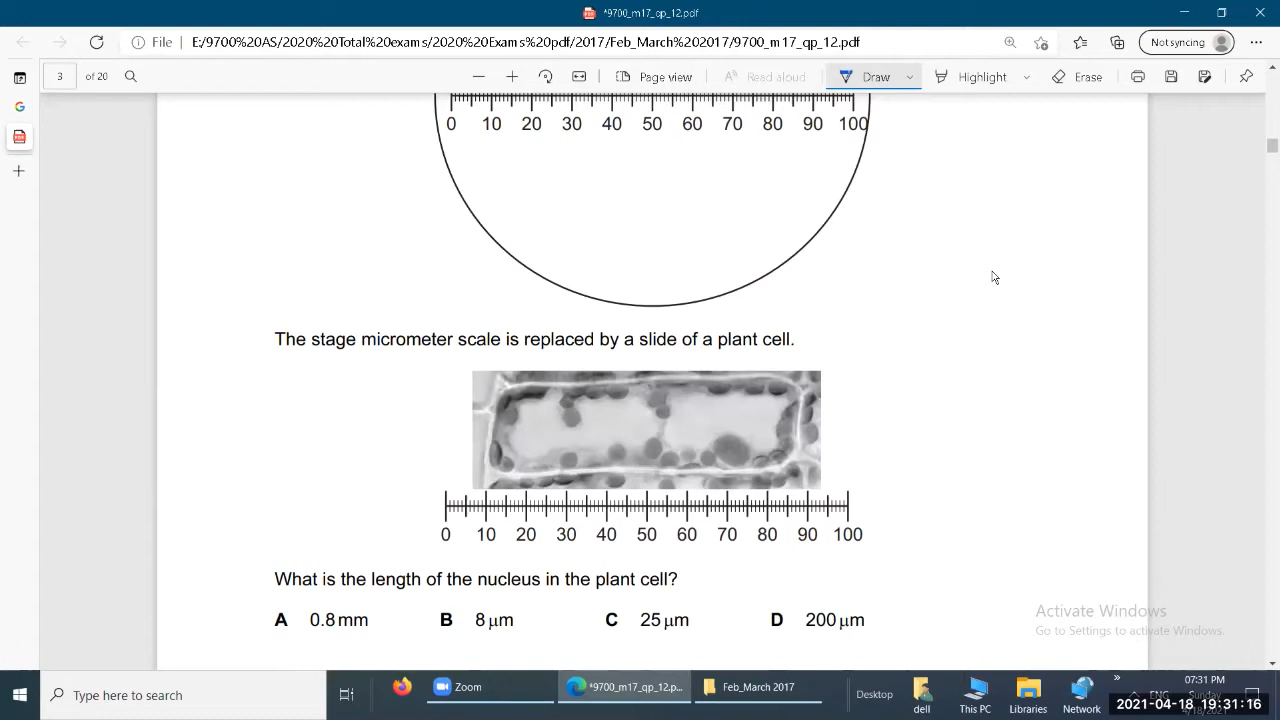 *9700_m17_qp_12.pdf
File | E:/9700%20AS/2020%20Total%20exams/2020%20Exams%20pdf/2017/Feb_March%202017/9700_m17_qp_12.pdf
Not syncing
3 of 20
Page view
Read aloud
Draw
Highlight
Erase
0 10 20 30 40 50 60 70 80 90 100
The stage micrometer scale is replaced by a slide of a plant cell.
0 10 20 30 40 50 60 70 80 90 100
What is the length of the nucleus in the plant cell?
A 0.8 mm B 8 µm C 25 µm D 200 µm
Activate Windows
Go to Settings to activate Windows.
Type here to search
Zoom
*9700_m17_qp_12.p...
Feb_March 2017
Desktop
dell
This PC
Libraries
Network
ENG
07:31 PM
Sunday
4/18/2021
2021-04-18 19:31:16